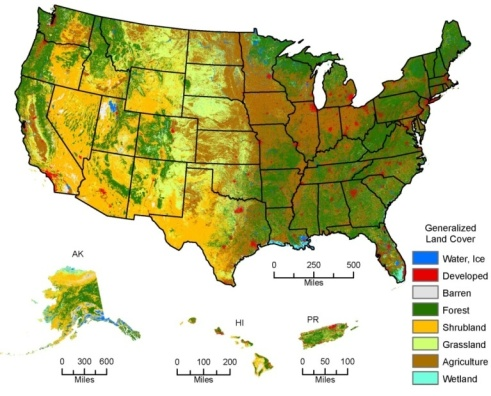 Generalized
Land Cover
Water, Ice
Developed
Barren
Forest
Shrubland
Grassland
Agriculture
Wetland
0 250 500
Miles
AK
0 300 600
Miles
HI
0 100 200
Miles
PR
0 50 100
Miles